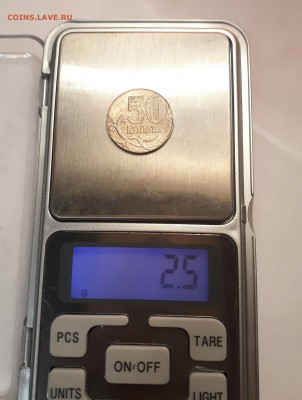 COINS.LAVE.RU
50
КОПЕЕК
2.5
g
PCS
TARE
ON/OFF
UNITS
LIGHT